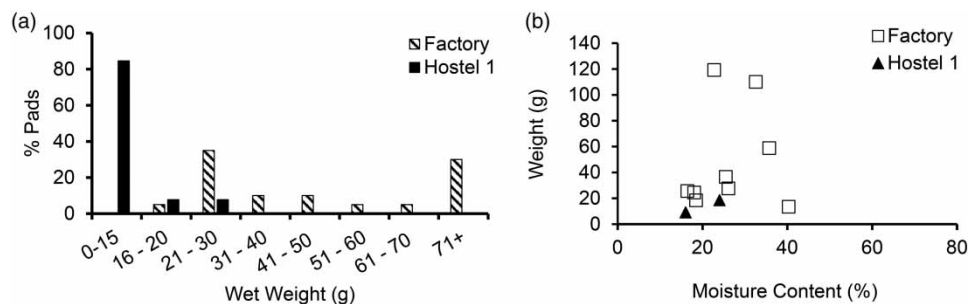 (a)
100
80
60
40
20
0
% Pads
Factory
Hostel 1
0-15
16 - 20
21 - 30
31 - 40
41 - 50
51 - 60
61 - 70
71+
Wet Weight (g)
(b)
140
120
100
80
60
40
20
0
Weight (g)
Factory
Hostel 1
0
20
40
60
80
Moisture Content (%)